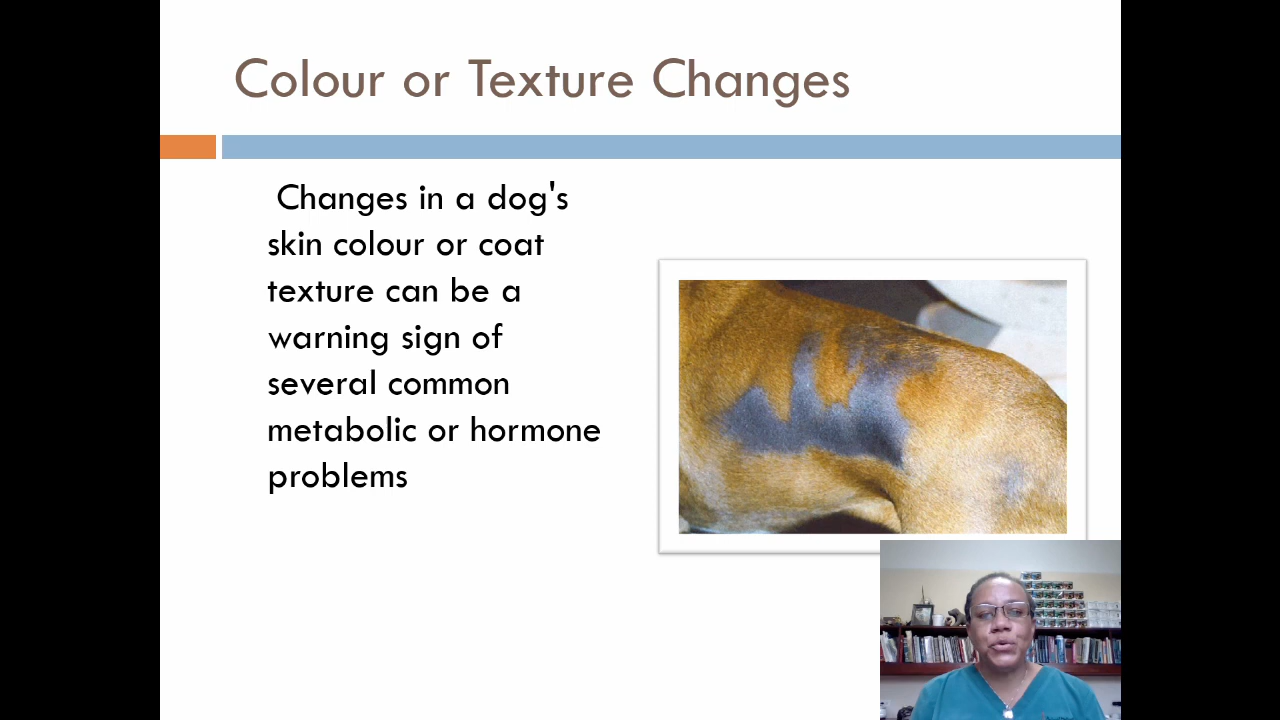 Colour or Texture Changes
Changes in a dog's
skin colour or coat
texture can be a
warning sign of
several common
metabolic or hormone
problems